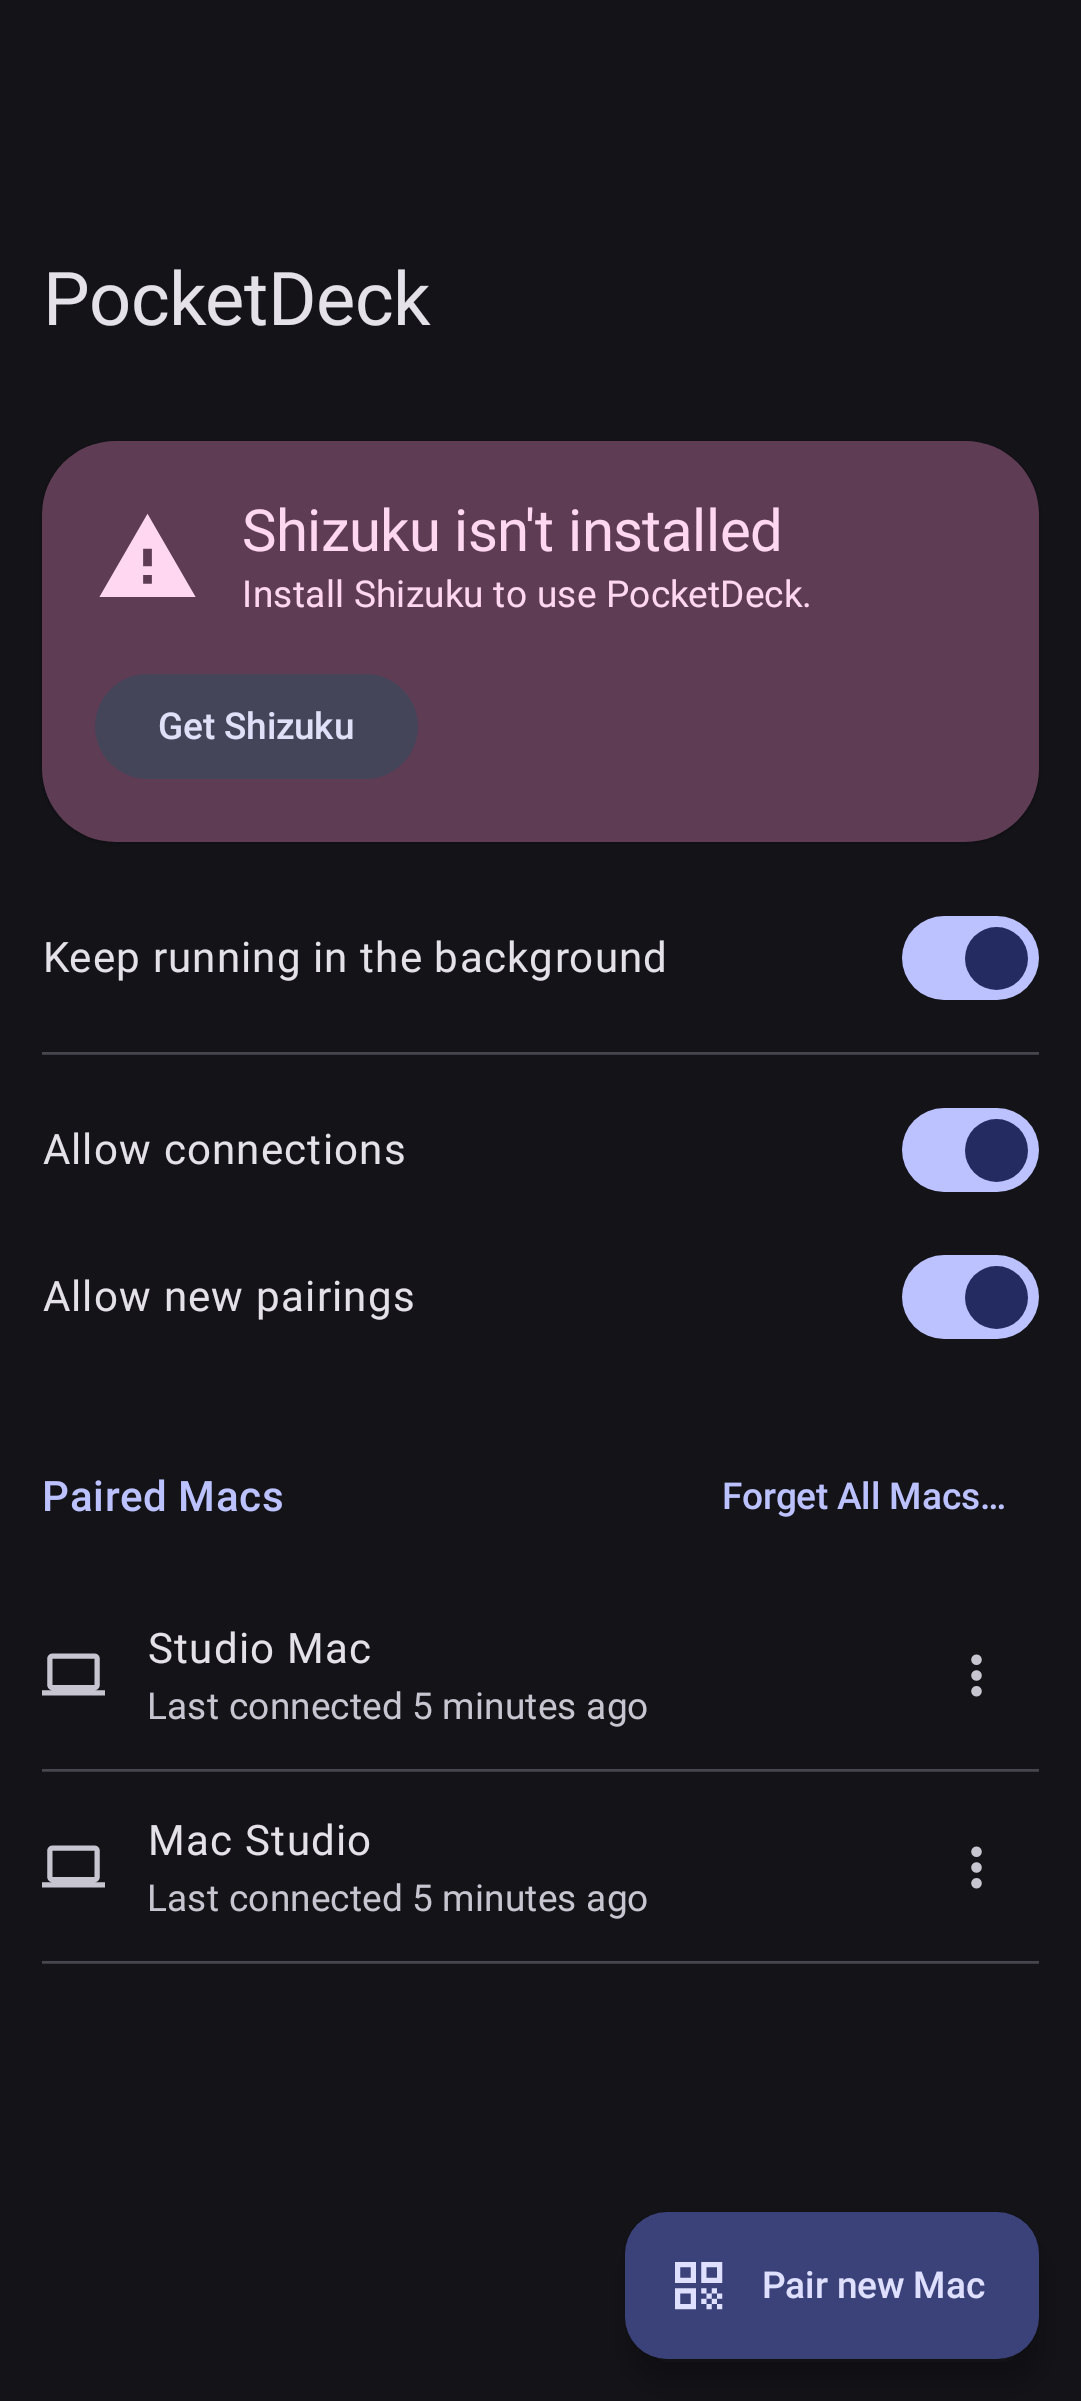 PocketDeck
Shizuku isn't installed
Install Shizuku to use PocketDeck.
Get Shizuku
Keep running in the background
Allow connections
Allow new pairings
Paired Macs
Forget All Macs…
Studio Mac
Last connected 5 minutes ago
Mac Studio
Last connected 5 minutes ago
Pair new Mac